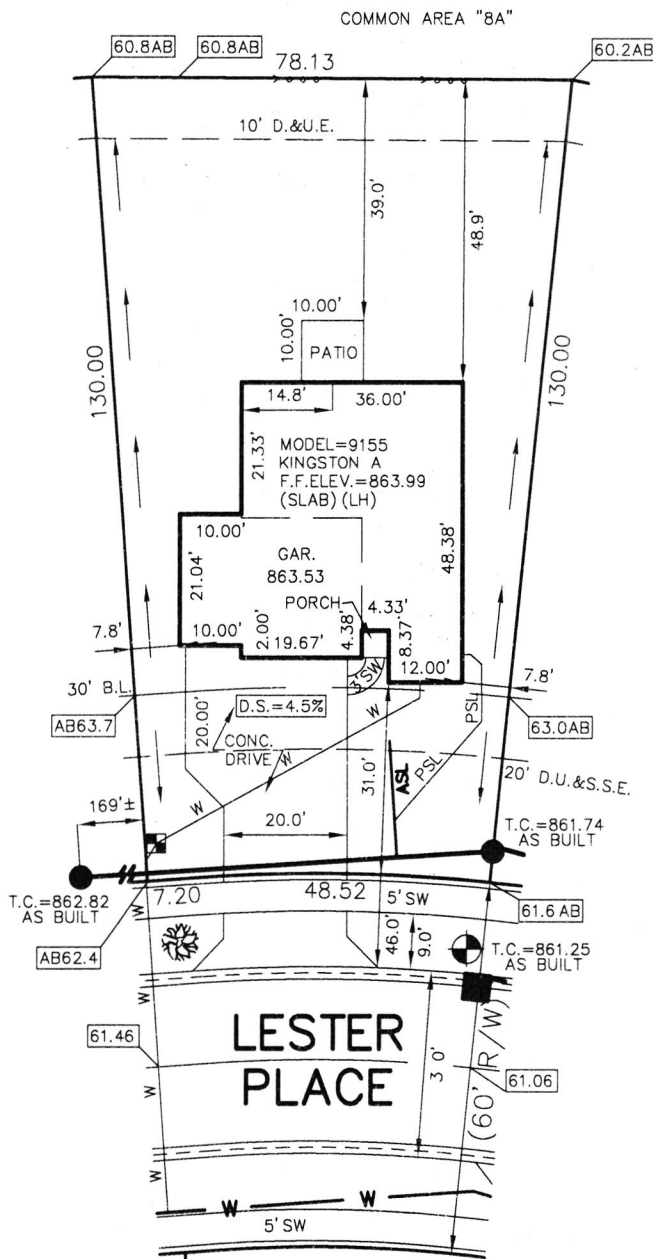 COMMON AREA "8A"
60.8AB
60.8AB
78.13
60.2AB
10' D.&U.E.
39.0'
48.9'
130.00
130.00
10.00'
10.00'
PATIO
14.8'
36.00'
21.33'
MODEL=9155
KINGSTON A
F.F.ELEV.=863.99
(SLAB) (LH)
10.00'
GAR.
863.53
21.04'
48.38'
PORCH
4.33'
7.8'
10.00'
2.00'
19.67'
4.38'
8.37'
3'SW
12.00'
7.8'
30' B.L.
AB63.7
D.S.=4.5%
W
PSL
63.0AB
20.00'
CONC.
DRIVE
W
31.0'
ASL
PSL
20' D.U.&S.S.E.
169'±
W
20.0'
T.C.=861.74
AS BUILT
T.C.=862.82
AS BUILT
7.20
48.52
5' SW
61.6 AB
W
AB62.4
46.0'
9.0'
T.C.=861.25
AS BUILT
W
LESTER
PLACE
61.46
W
30'
(60' R/W)
61.06
W
W
W
5' SW